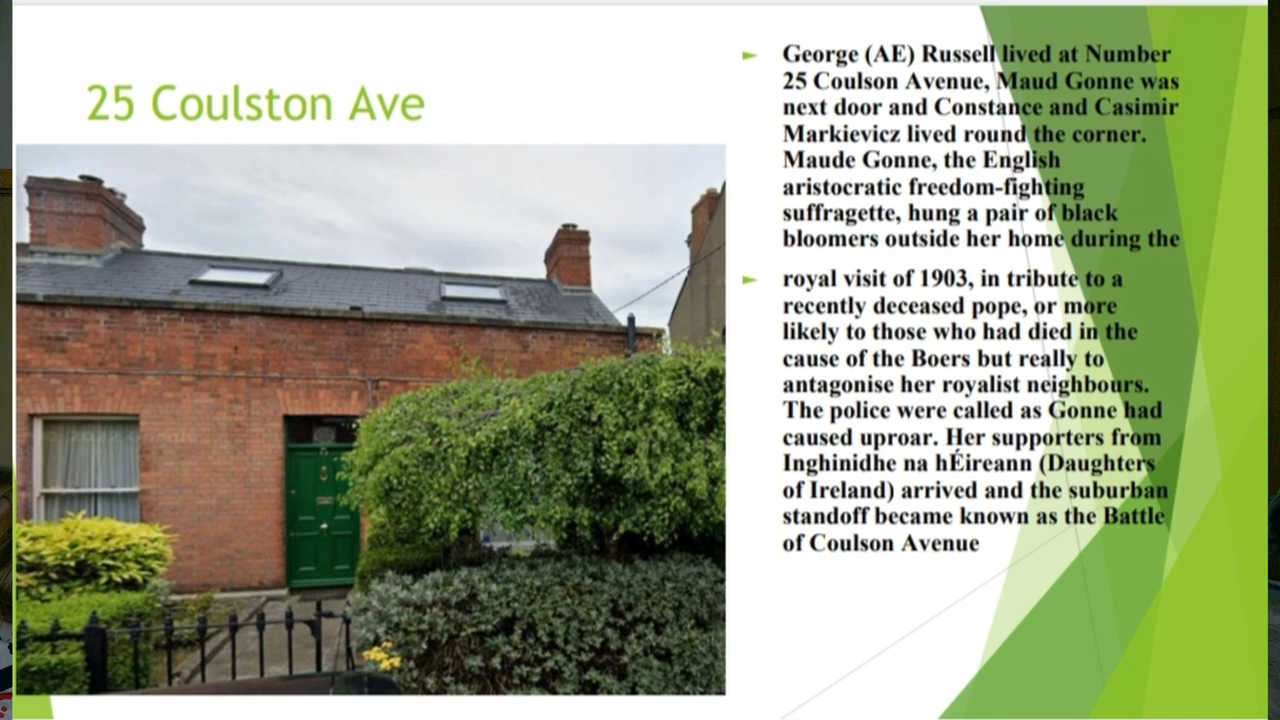 25 Coulston Ave
George (AE) Russell lived at Number
25 Coulson Avenue, Maud Gonne was
next door and Constance and Casimir
Markievicz lived round the corner.
Maude Gonne, the English
aristocratic freedom-fighting
suffragette, hung a pair of black
bloomers outside her home during the
royal visit of 1903, in tribute to a
recently deceased pope, or more
likely to those who had died in the
cause of the Boers but really to
antagonise her royalist neighbours.
The police were called as Gonne had
caused uproar. Her supporters from
Inghinidhe na hÉireann (Daughters
of Ireland) arrived and the suburban
standoff became known as the Battle
of Coulson Avenue